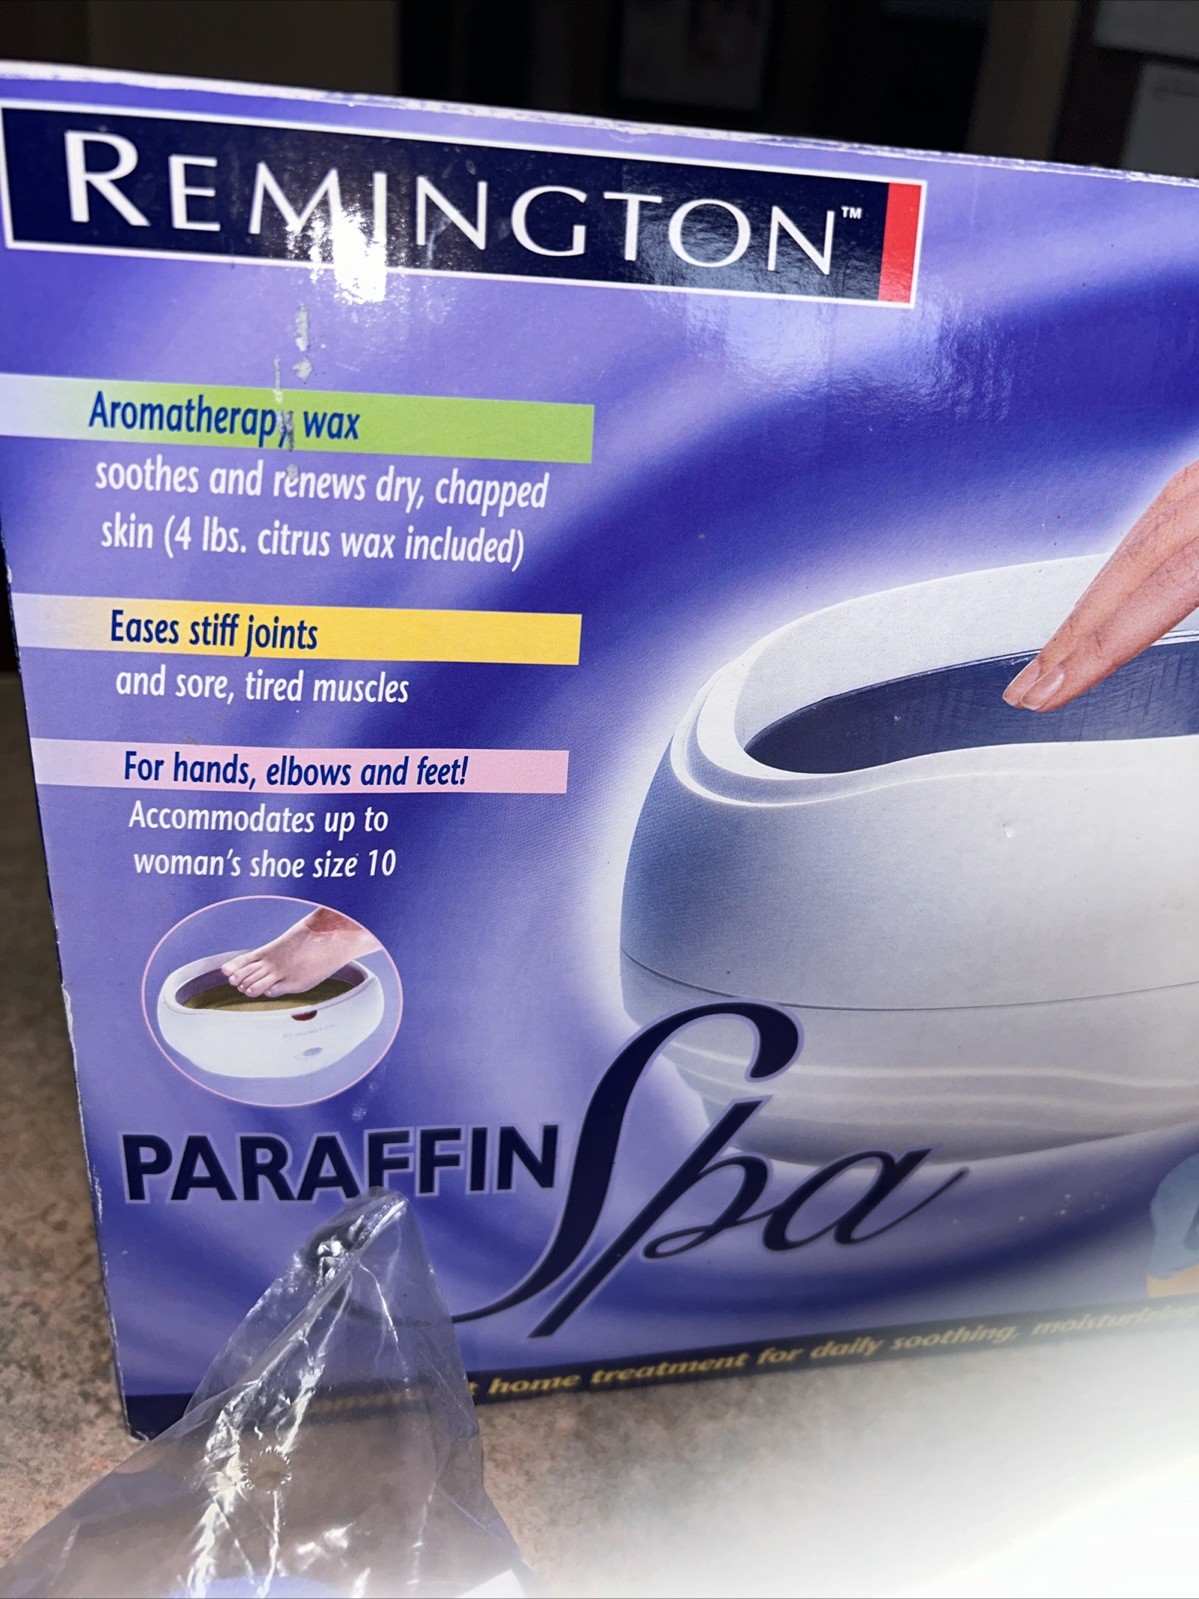 REMINGTON™
Aromatherapy wax
soothes and renews dry, chapped
skin (4 lbs. citrus wax included)
Eases stiff joints
and sore, tired muscles
For hands, elbows and feet!
Accommodates up to
woman's shoe size 10
REMINGTON
PARAFFIN Spa
home treatment for daily soothing,